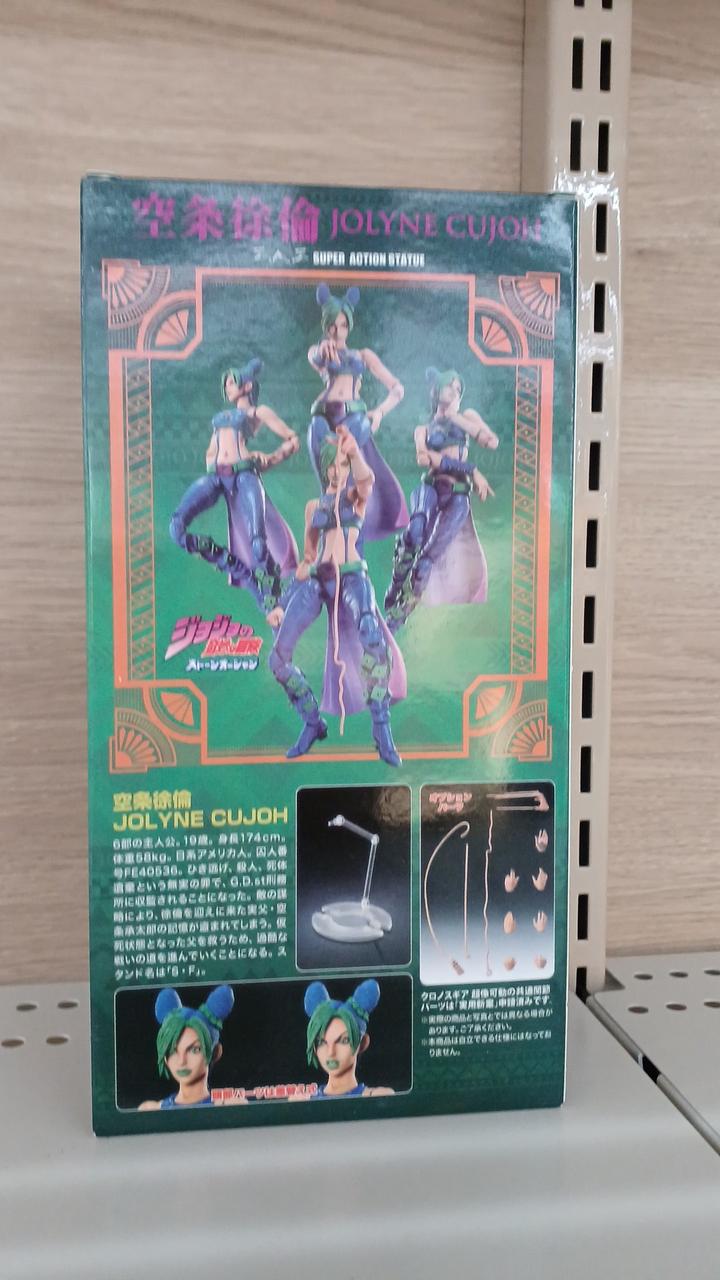 空条徐倫 JOLYNE CUJOH
S.A.S SUPER ACTION STATUE
ジョジョの
奇妙な冒険
ストーンオーシャン
空条徐倫
JOLYNE CUJOH
6部の主人公。19歳。身長174cm。
体重58kg。日系アメリカ人。囚人番
号FE40536。ひき逃げ、殺人、死体
遺棄という無実の罪で、G.D.st刑務
所に収監されることになった。敵の謀
略により、徐倫を迎えに来た実父・空
条承太郎の記憶が盗まれてしまう。仮
死状態となった父を救うため、過酷な
戦いの道を進んでいくことになる。ス
タンド名は「S・F」。
オプション
パーツ
クロノスギア 超像可動の共通関節
パーツは「実用新案」申請済みです。
※実際の商品と写真とでは異なる場合が
あります。ご了承ください。
※本商品は自立できる仕様にはなってお
りません。
頭部パーツは差替え式